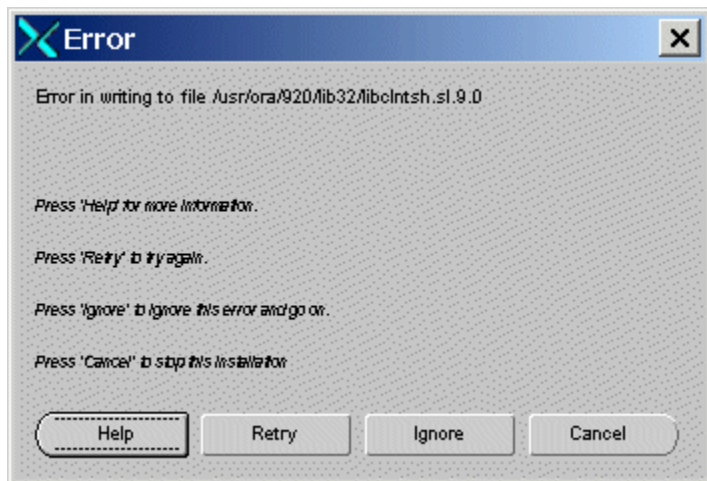 Error
Error in writing to file /usr/ora/920/lib32/libclntsh.sl.9.0
Press 'Help' for more information.
Press 'Retry' to try again.
Press 'Ignore' to ignore this error and go on.
Press 'Cancel' to stop this installation
Help Retry Ignore Cancel